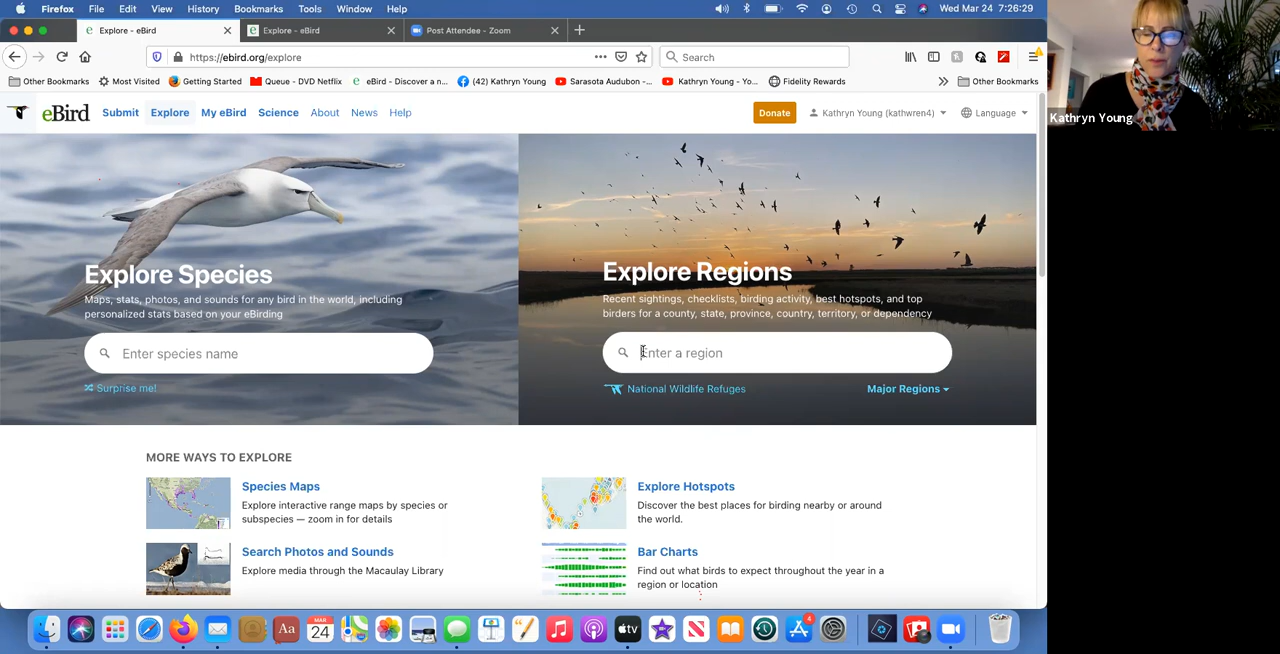 Firefox File Edit View History Bookmarks Tools Window Help Wed Mar 24 7:26:29
Explore - eBird
Explore - eBird
Post Attendee - Zoom
https://ebird.org/explore
Search
Other Bookmarks Most Visited Getting Started Queue - DVD Netflix eBird - Discover a n... (42) Kathryn Young Sarasota Audubon -... Kathryn Young - Yo... Fidelity Rewards Other Bookmarks
eBird Submit Explore My eBird Science About News Help Donate Kathryn Young (kathwren4) Language
Kathryn Young
Explore Species
Maps, stats, photos, and sounds for any bird in the world, including
personalized stats based on your eBirding
Enter species name
Surprise me!
Explore Regions
Recent sightings, checklists, birding activity, best hotspots, and top
birders for a county, state, province, country, territory, or dependency
Enter a region
National Wildlife Refuges
Major Regions
MORE WAYS TO EXPLORE
Species Maps
Explore interactive range maps by species or
subspecies — zoom in for details
Explore Hotspots
Discover the best places for birding nearby or around
the world.
Search Photos and Sounds
Explore media through the Macaulay Library
Bar Charts
Find out what birds to expect throughout the year in a
region or location
Aa
MAR
24
tv
4